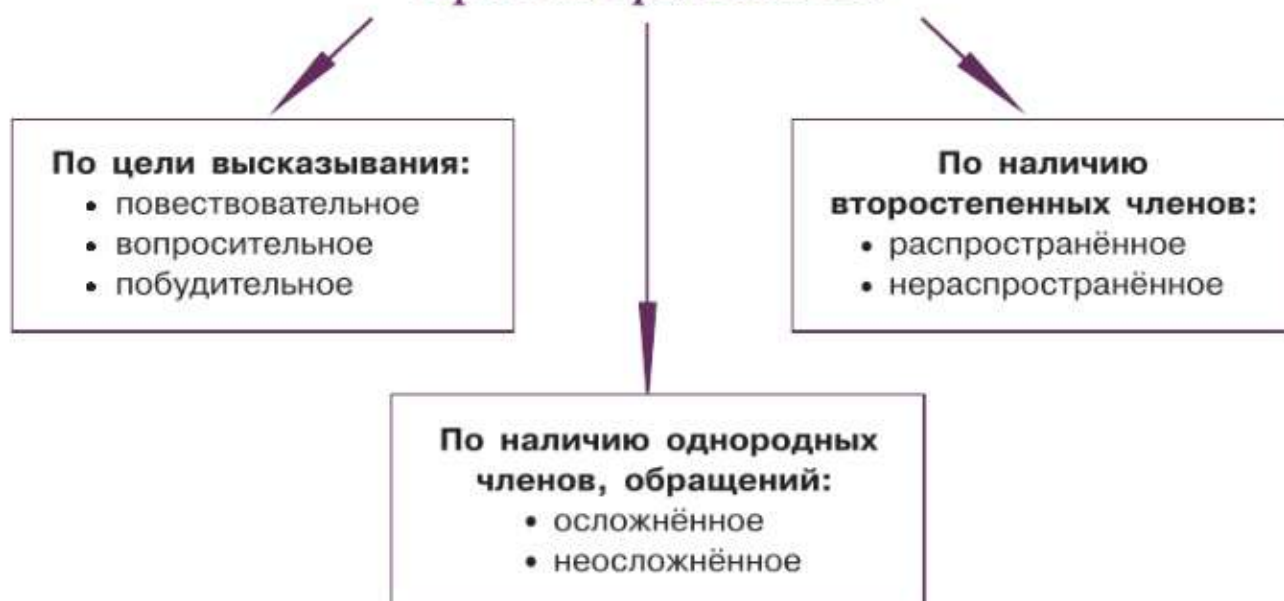 По цели высказывания:
• повествовательное
• вопросительное
• побудительное
По наличию
второстепенных членов:
• распространённое
• нераспространённое
По наличию однородных
членов, обращений:
• осложнённое
• неосложнённое